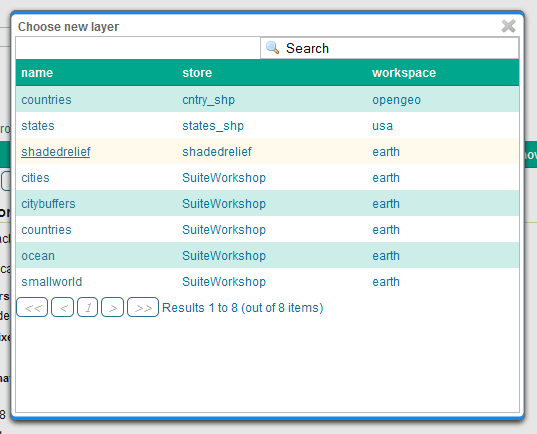 Choose new layer
Search
name store workspace
countries cntry_shp opengeo
states states_shp usa
shadedrelief shadedrelief earth
cities SuiteWorkshop earth
citybuffers SuiteWorkshop earth
countries SuiteWorkshop earth
ocean SuiteWorkshop earth
smallworld SuiteWorkshop earth
<< < 1 > >> Results 1 to 8 (out of 8 items)
8